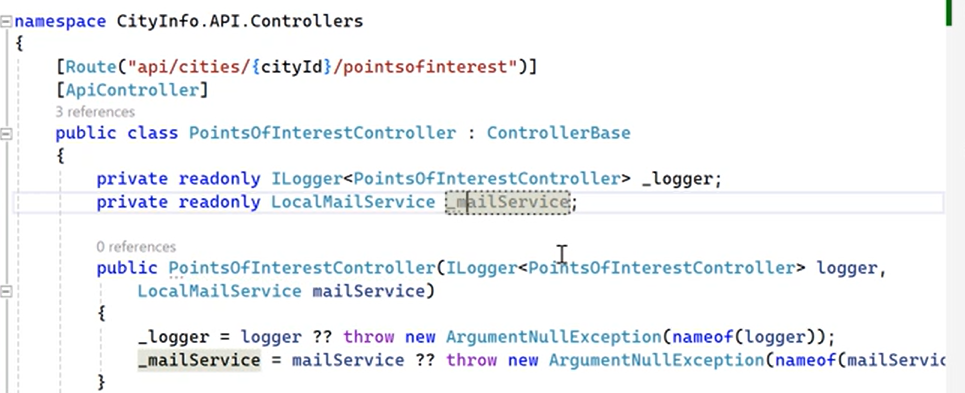 namespace CityInfo.API.Controllers
{
[Route("api/cities/{cityId}/pointsofinterest")]
[ApiController]
3 references
public class PointsOfInterestController : ControllerBase
{
private readonly ILogger<PointsOfInterestController> _logger;
private readonly LocalMailService _mailService;
0 references
public PointsOfInterestController(ILogger<PointsOfInterestController> logger,
LocalMailService mailService)
{
_logger = logger ?? throw new ArgumentNullException(nameof(logger));
_mailService = mailService ?? throw new ArgumentNullException(nameof(mailServic
}